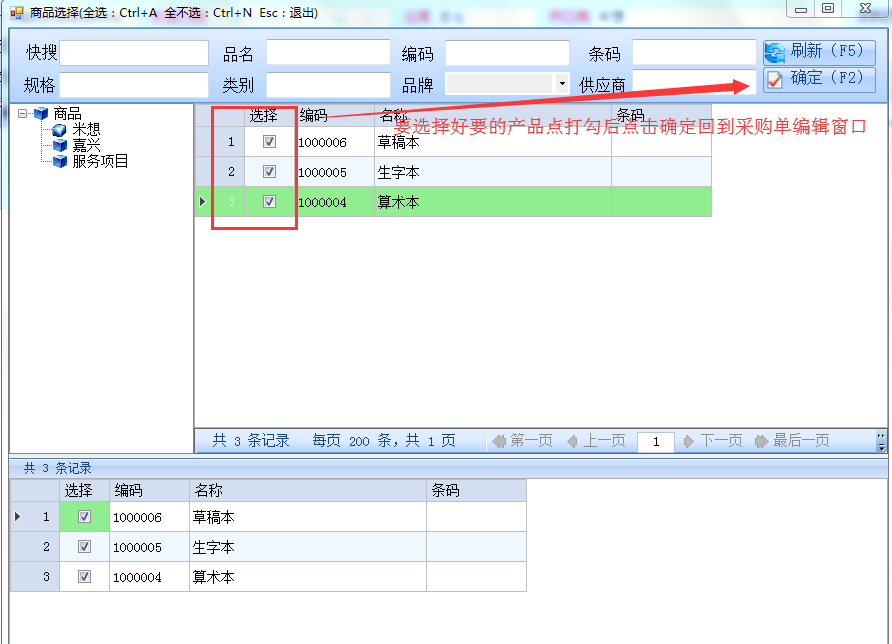 商品选择(全选：Ctrl+A 全不选：Ctrl+N Esc：退出)
快搜 品名 编码 条码 刷新（F5）
规格 类别 品牌 供应商 确定（F2）
商品
米想
嘉兴
服务项目
选择 编码 名称 条码
要选择好要的产品点打勾后点击确定回到采购单编辑窗口
1 1000006 草稿本
2 1000005 生字本
3 1000004 算术本
共 3 条记录 每页 200 条，共 1 页 第一页 上一页 1 下一页 最后一页
共 3 条记录
选择 编码 名称 条码
1 1000006 草稿本
2 1000005 生字本
3 1000004 算术本